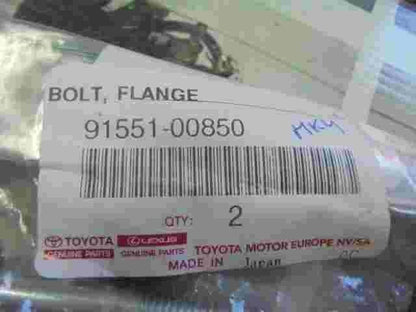 BOLT, FLANGE
91551-00850
MKY
QTY: 2
TOYOTA LEXUS
GENUINE PARTS GENUINE PARTS TOYOTA MOTOR EUROPE NV/SA
MADE IN Japan